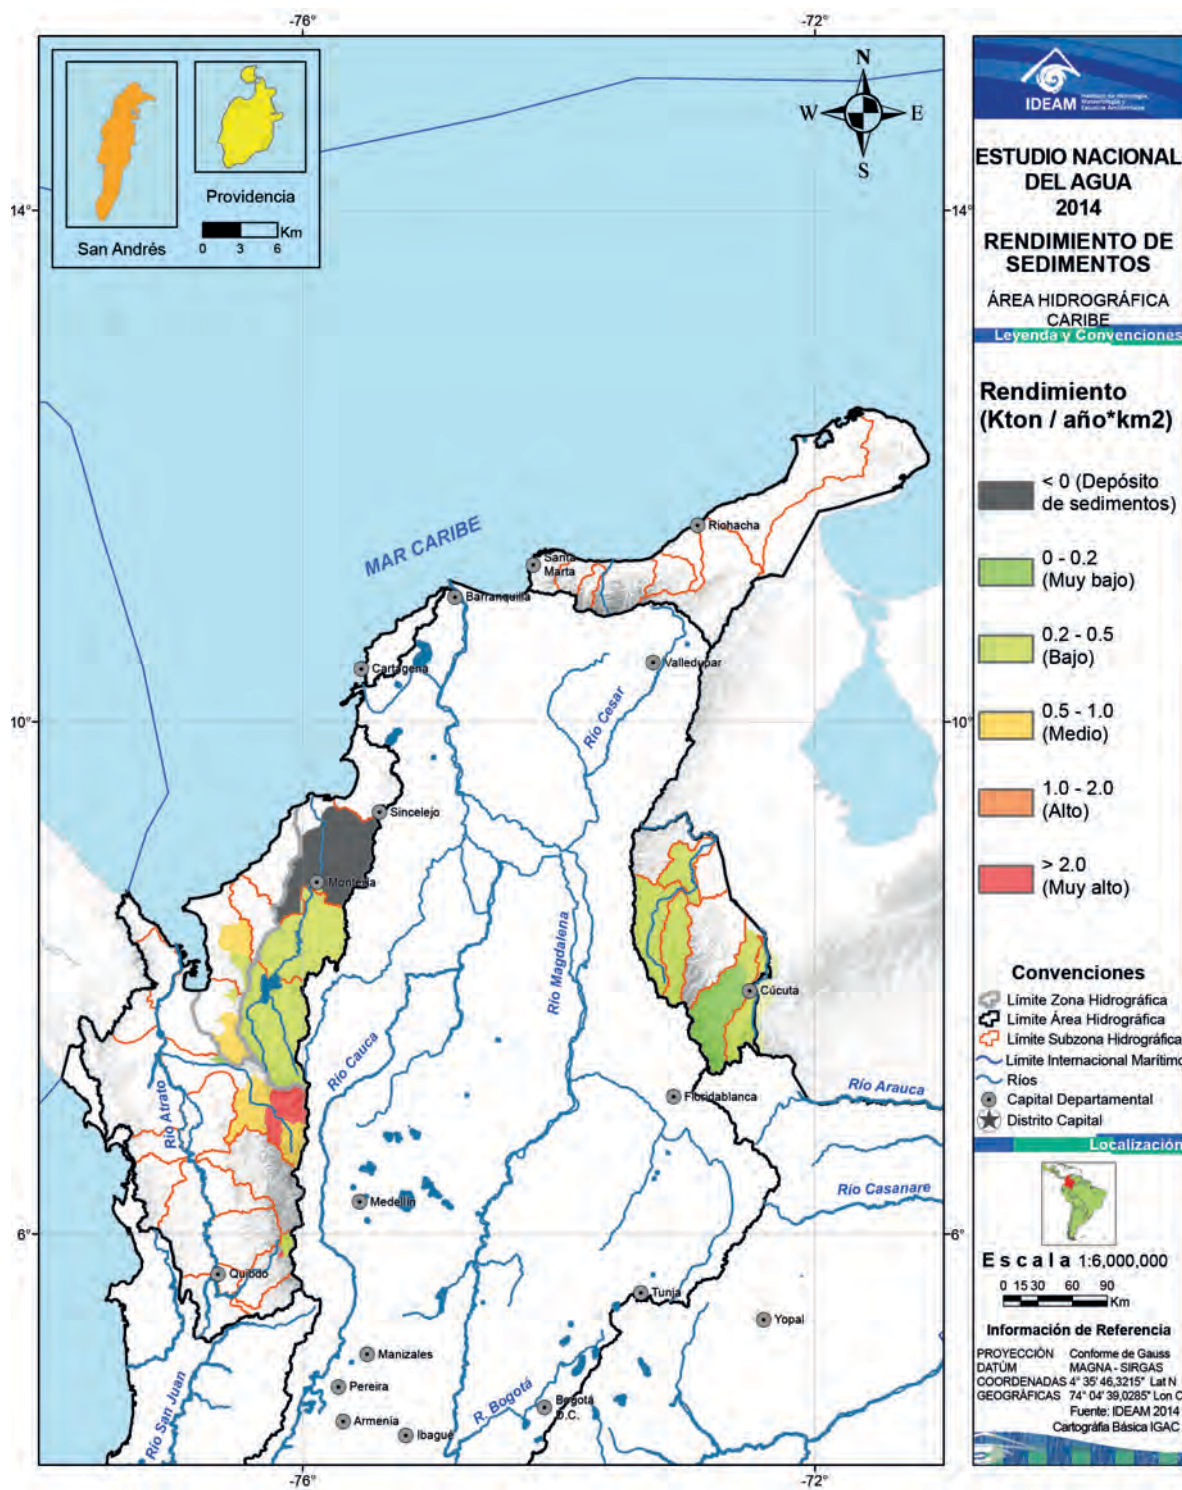 -76°
-72°
14°
14°
10°
10°
6°
6°
-76°
-72°
San Andrés
Providencia
Km
0 3 6
N
W E
S
MAR CARIBE
Riohacha
Santa
Marta
Barranquilla
Cartagena
Valledupar
Río Cesar
Sincelejo
Montería
Río Magdalena
Cúcuta
Río Cauca
Río Atrato
Floridablanca
Río Arauca
Río Casanare
Medellín
Quibdo
Tunja
Yopal
Manizales
Pereira
Armenia
Ibagué
Río San Juan
R. Bogotá
Bogotá
D.C.
IDEAM
Instituto de Hidrología,
Meteorología y
Estudios Ambientales
ESTUDIO NACIONAL
DEL AGUA
2014
RENDIMIENTO DE
SEDIMENTOS
ÁREA HIDROGRÁFICA
CARIBE
Leyenda y Convenciones
Rendimiento
(Kton / año*km2)
< 0 (Depósito
de sedimentos)
0 - 0.2
(Muy bajo)
0.2 - 0.5
(Bajo)
0.5 - 1.0
(Medio)
1.0 - 2.0
(Alto)
> 2.0
(Muy alto)
Convenciones
Límite Zona Hidrográfica
Límite Área Hidrográfica
Límite Subzona Hidrográfica
Límite Internacional Marítimo
Ríos
Capital Departamental
Distrito Capital
Localización
Escala 1:6,000,000
0 15 30 60 90
Km
Información de Referencia
PROYECCIÓN Conforme de Gauss
DATÚM MAGNA - SIRGAS
COORDENADAS 4° 35' 46,3215" Lat N
GEOGRÁFICAS 74° 04' 39,0285" Lon O
Fuente: IDEAM 2014
Cartográfia Básica IGAC